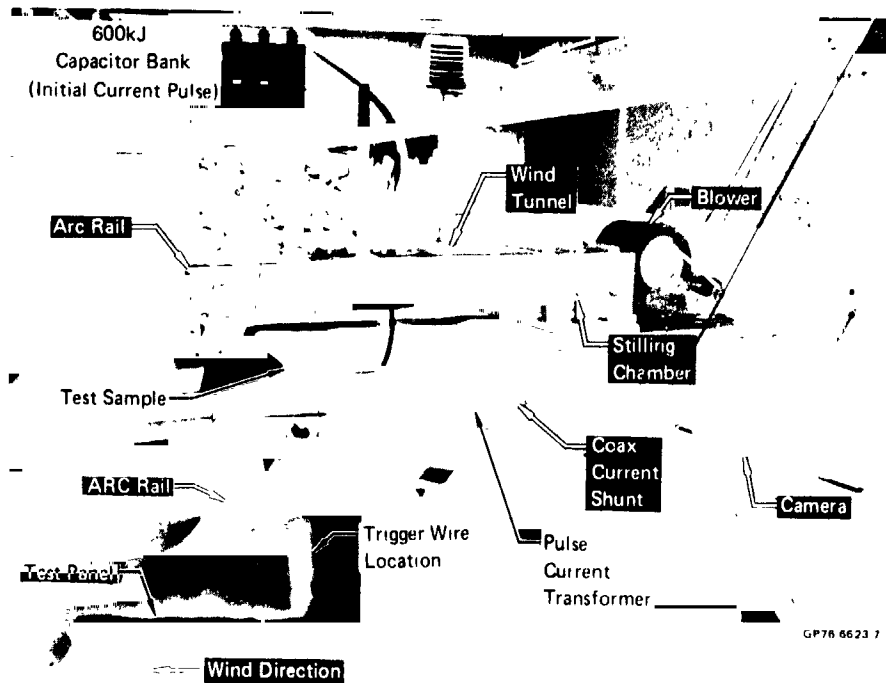 600kJ
Capacitor Bank
(Initial Current Pulse)
Wind
Tunnel
Blower
Arc Rail
Stilling
Chamber
Test Sample
Coax
Current
Shunt
ARC Rail
Camera
Trigger Wire
Location
Pulse
Current
Transformer
Test Panel
GP76 6623 7
Wind Direction